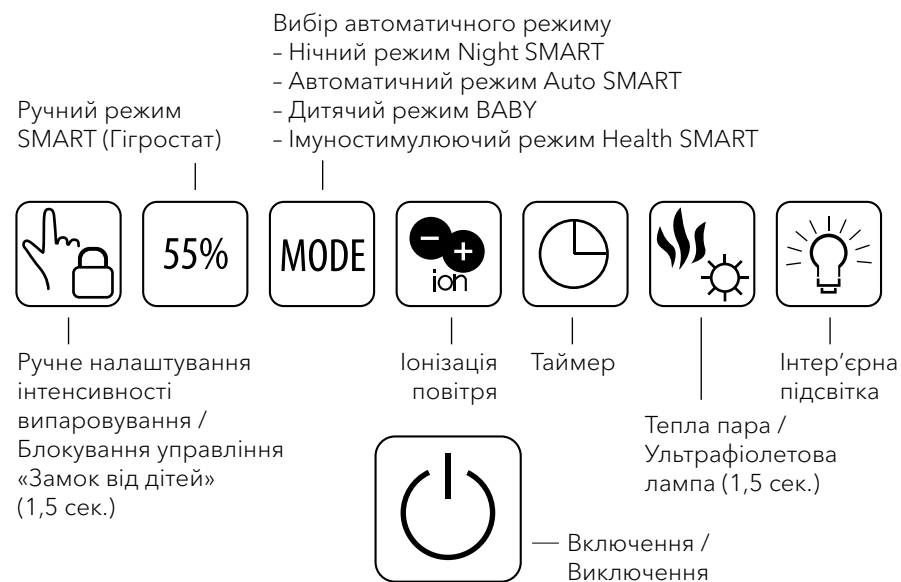 Вибір автоматичного режиму
– Нічний режим Night SMART
– Автоматичний режим Auto SMART
– Дитячий режим BABY
– Імуностимулюючий режим Health SMART
Ручний режим
SMART (Гігростат)
55%
MODE
ion
Ручне налаштування
інтенсивності
випаровування /
Блокування управління
«Замок від дітей»
(1,5 сек.)
Іонізація
повітря
Таймер
Тепла пара /
Ультрафіолетова
лампа (1,5 сек.)
Інтер’єрна
підсвітка
Включення /
Виключення